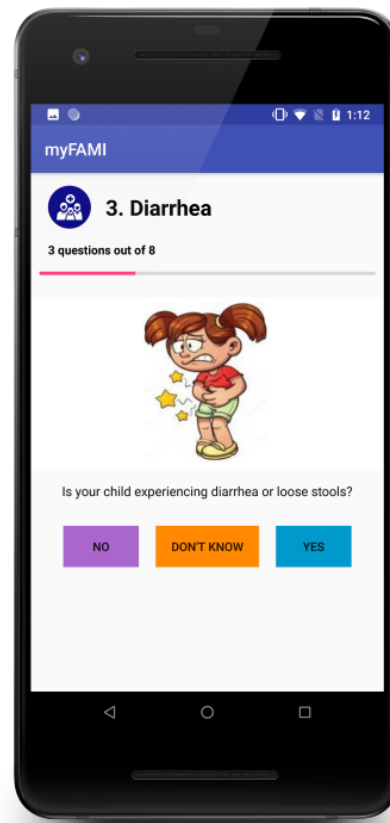 1:12
myFAMI
3. Diarrhea
3 questions out of 8
Is your child experiencing diarrhea or loose stools?
NO
DON'T KNOW
YES